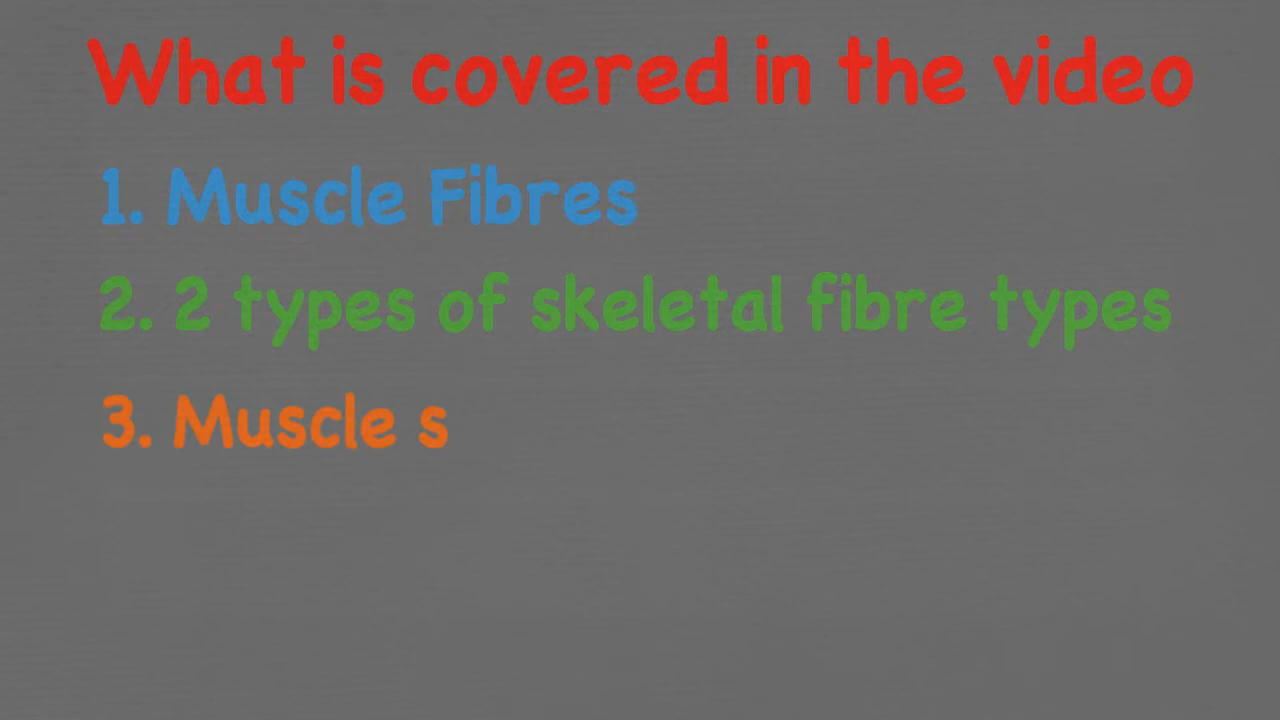 What is covered in the video
1. Muscle Fibres
2. 2 types of skeletal fibre types
3. Muscle s